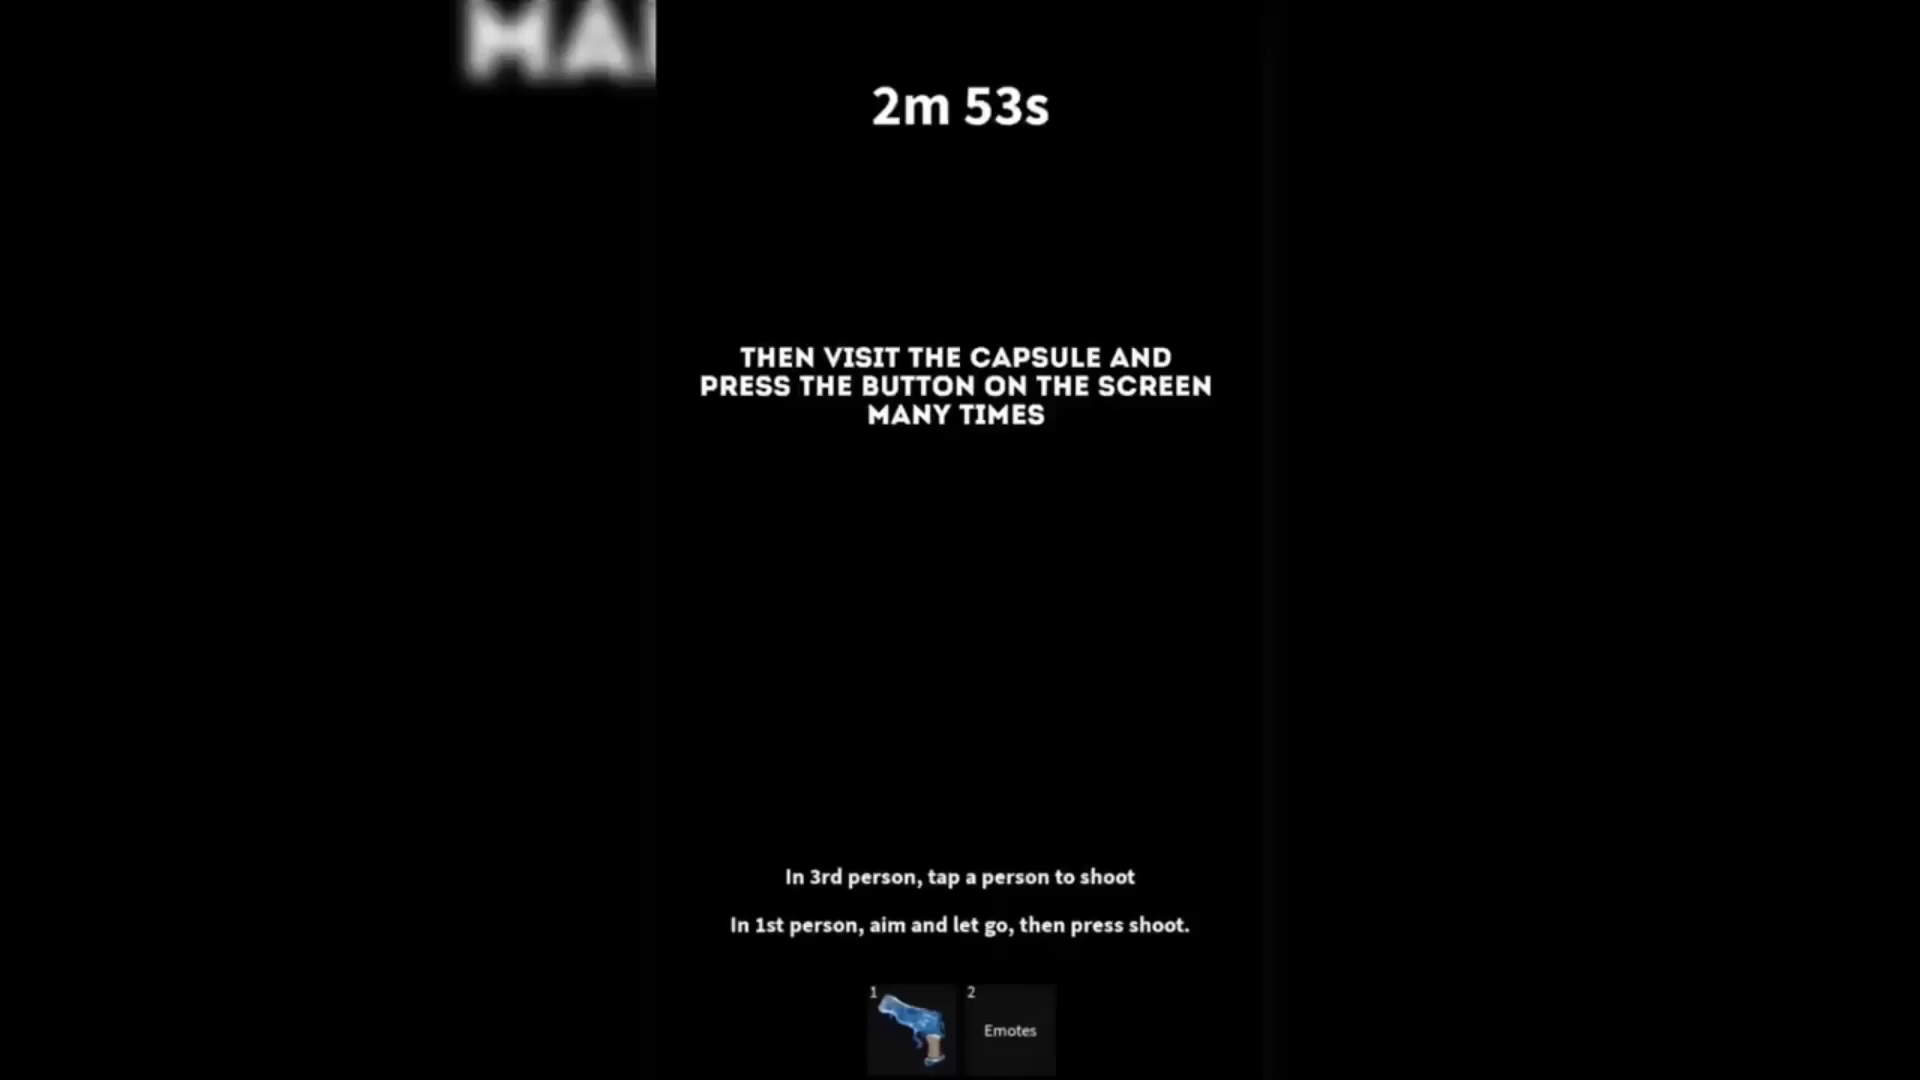 MA
2m 53s
THEN VISIT THE CAPSULE AND
PRESS THE BUTTON ON THE SCREEN
MANY TIMES
In 3rd person, tap a person to shoot
In 1st person, aim and let go, then press shoot.
1
2
Emotes